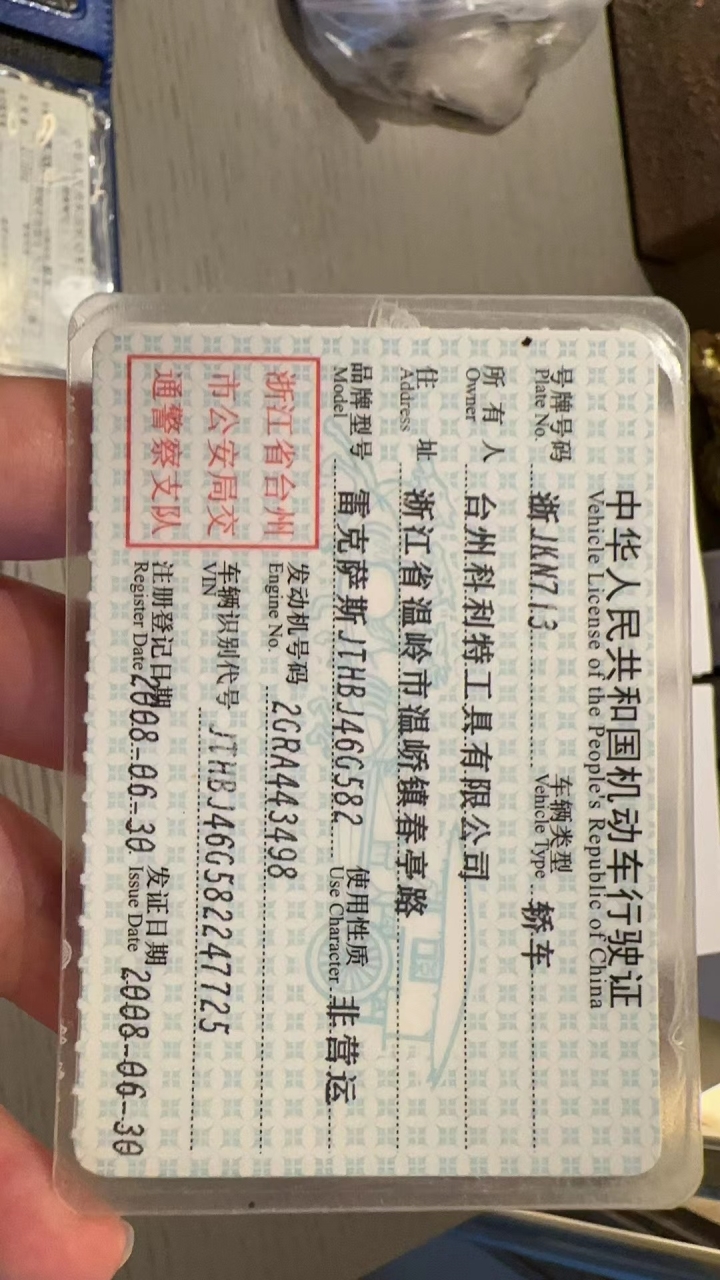 中华人民共和国机动车行驶证
Vehicle License of the People's Republic of China
号牌号码 浙JKN713 车辆类型 轿车
Plate No. Vehicle Type
所有人 台州科利特工具有限公司
Owner
住址 浙江省温岭市温峤镇春亭路
Address
品牌型号 雷克萨斯JTHBJ46G582 使用性质 非营运
Model Use Character
浙江省台州
市公安局交
通警察支队
发动机号码 2GRA443498
Engine No.
车辆识别代号 JTHBJ46G582247725
VIN
注册登记日期 2008-06-30 发证日期 2008-06-30
Register Date Issue Date